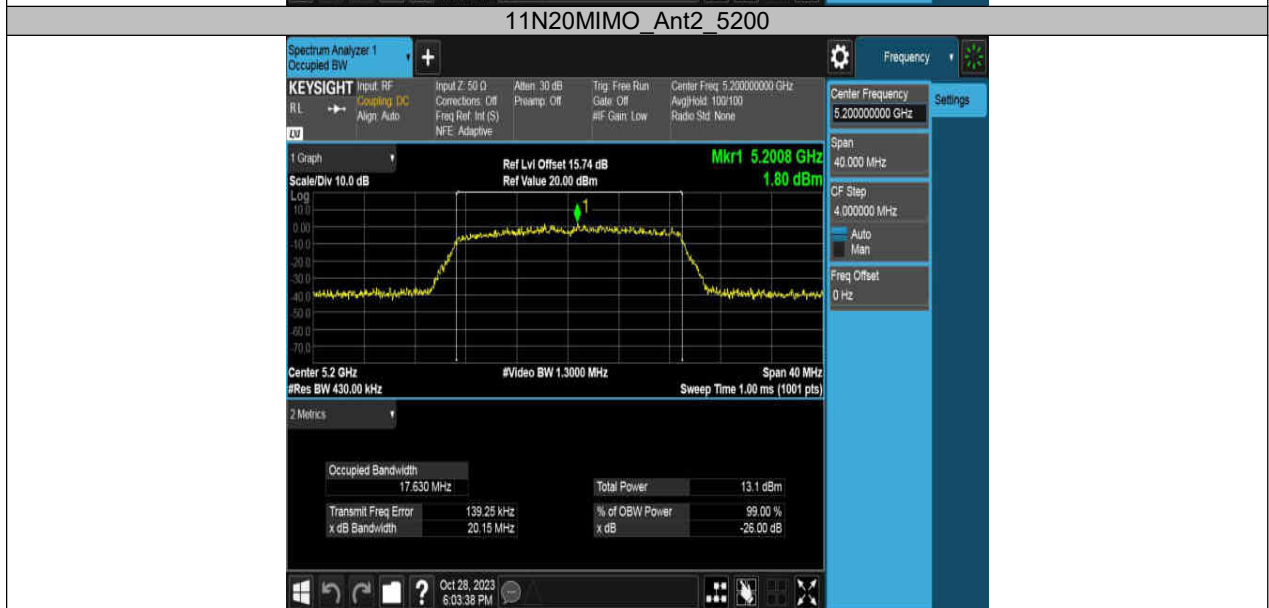 11N20MIMO_Ant2_5200
Spectrum Analyzer 1
Occupied BW
+
Frequency
KEYSIGHT
RL
Input: RF
Coupling: DC
Align: Auto
Input Z: 50 Ω
Corrections: Off
Freq Ref: Int (S)
NFE: Adaptive
Atten: 30 dB
Preamp: Off
Trig: Free Run
Gate: Off
#IF Gain: Low
Center Freq: 5.200000000 GHz
Avg|Hold: 100/100
Radio Std: None
Center Frequency
5.200000000 GHz
Settings
Span
40.000 MHz
CF Step
4.000000 MHz
Auto
Man
Freq Offset
0 Hz
1 Graph
Scale/Div 10.0 dB
Ref Lvl Offset 15.74 dB
Ref Value 20.00 dBm
Mkr1 5.2008 GHz
1.80 dBm
Log
10.0
0.00
-10.0
-20.0
-30.0
-40.0
-50.0
-60.0
-70.0
1
Center 5.2 GHz
#Video BW 1.3000 MHz
Span 40 MHz
#Res BW 430.00 kHz
Sweep Time 1.00 ms (1001 pts)
2 Metrics
Occupied Bandwidth
17.630 MHz
Total Power 13.1 dBm
Transmit Freq Error 139.25 kHz
% of OBW Power 99.00 %
x dB Bandwidth 20.15 MHz
x dB -26.00 dB
?
Oct 28, 2023
6:03:38 PM